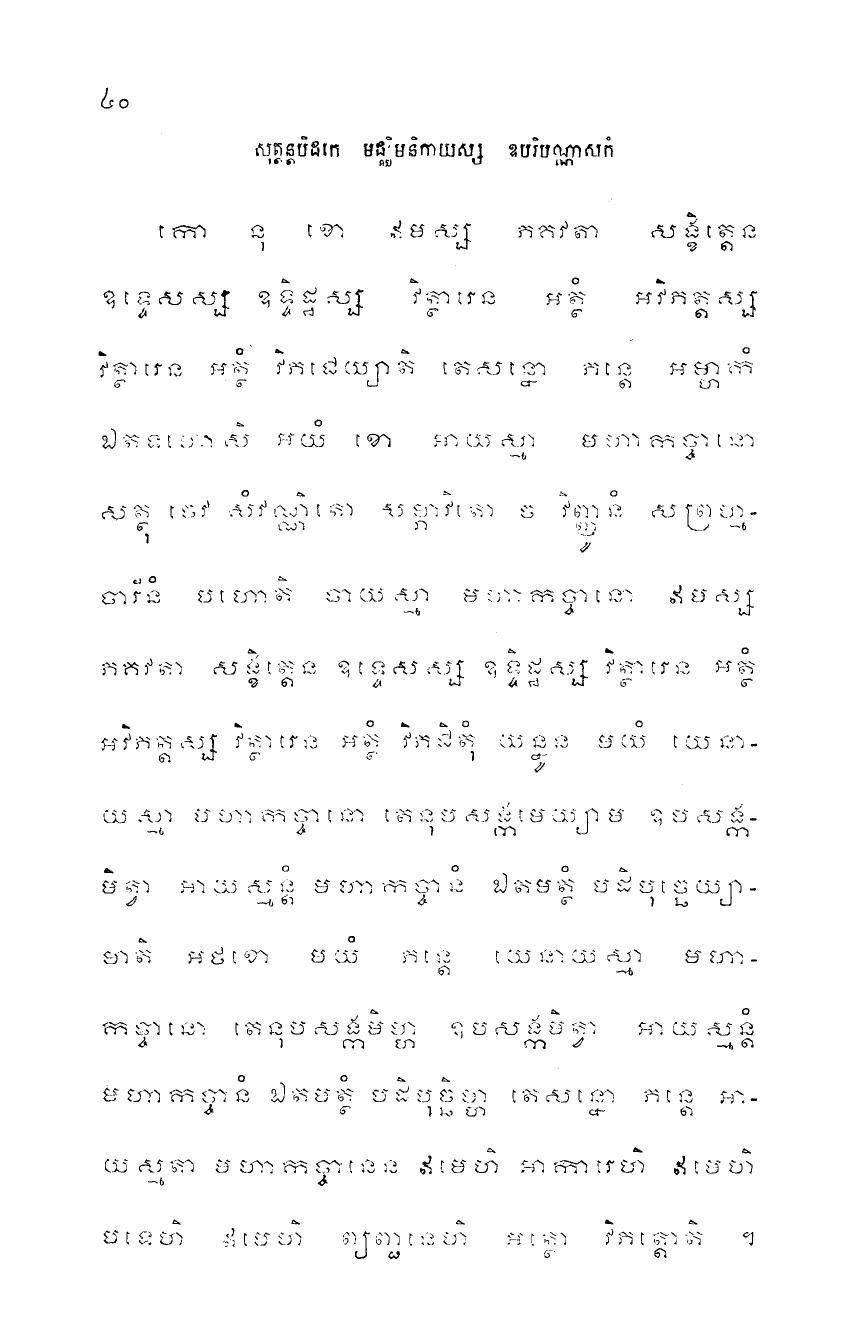 ៤០
សុត្តន្តបិដកេ មជ្ឈិមនិកាយស្ស ឧបរិបណ្ណាសកំ
កោ នុ ខោ ឥមស្ស ភគវតា សង្ខិត្តេន
ឧទ្ទេសស្ស ឧទ្ទិដ្ឋស្ស វិត្ថារេន អត្ថំ អវិភត្តស្ស
វិត្ថារេន អត្ថំ វិភជេយ្យាតិ តេសន្នោ ភន្តេ អម្ហាកំ
ឯតទហោសិ អយំ ខោ អាយស្មា មហាកច្ចានោ
សត្ថុ ចេវ សំវណ្ណិតោ សម្ភាវិតោ ច វិញ្ញូនំ សព្រហ្ម-
ចារីនំ បហោតិ ចាយស្មា មហាកច្ចានោ ឥមស្ស
ភគវតា សង្ខិត្តេន ឧទ្ទេសស្ស ឧទ្ទិដ្ឋស្ស វិត្ថារេន អត្ថំ
អវិភត្តស្ស វិត្ថារេន អត្ថំ វិភជិតុំ យន្នូន មយំ យេនា-
យស្មា មហាកច្ចានោ តេនុបសង្កមេយ្យាម ឧបសង្ក-
មិត្វា អាយស្មន្តំ មហាកច្ចានំ ឯតមត្ថំ បដិបុច្ឆេយ្យា-
មាតិ អថខោ មយំ ភន្តេ យេនាយស្មា មហា-
កច្ចានោ តេនុបសង្កមិម្ហ ឧបសង្កមិត្វា អាយស្មន្តំ
មហាកច្ចានំ ឯតមត្ថំ បដិបុច្ឆិម្ហ តេសន្នោ ភន្តេ អា-
យស្មតា មហាកច្ចានេន ឥមេហិ អាការេហិ ឥមេហិ
បទេហិ ឥមេហិ ព្យញ្ជនេហិ អត្ថោ វិភត្តោតិ ។